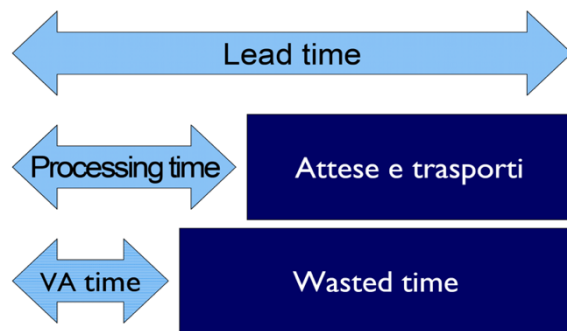 Lead time
Processing time
Attese e trasporti
VA time
Wasted time